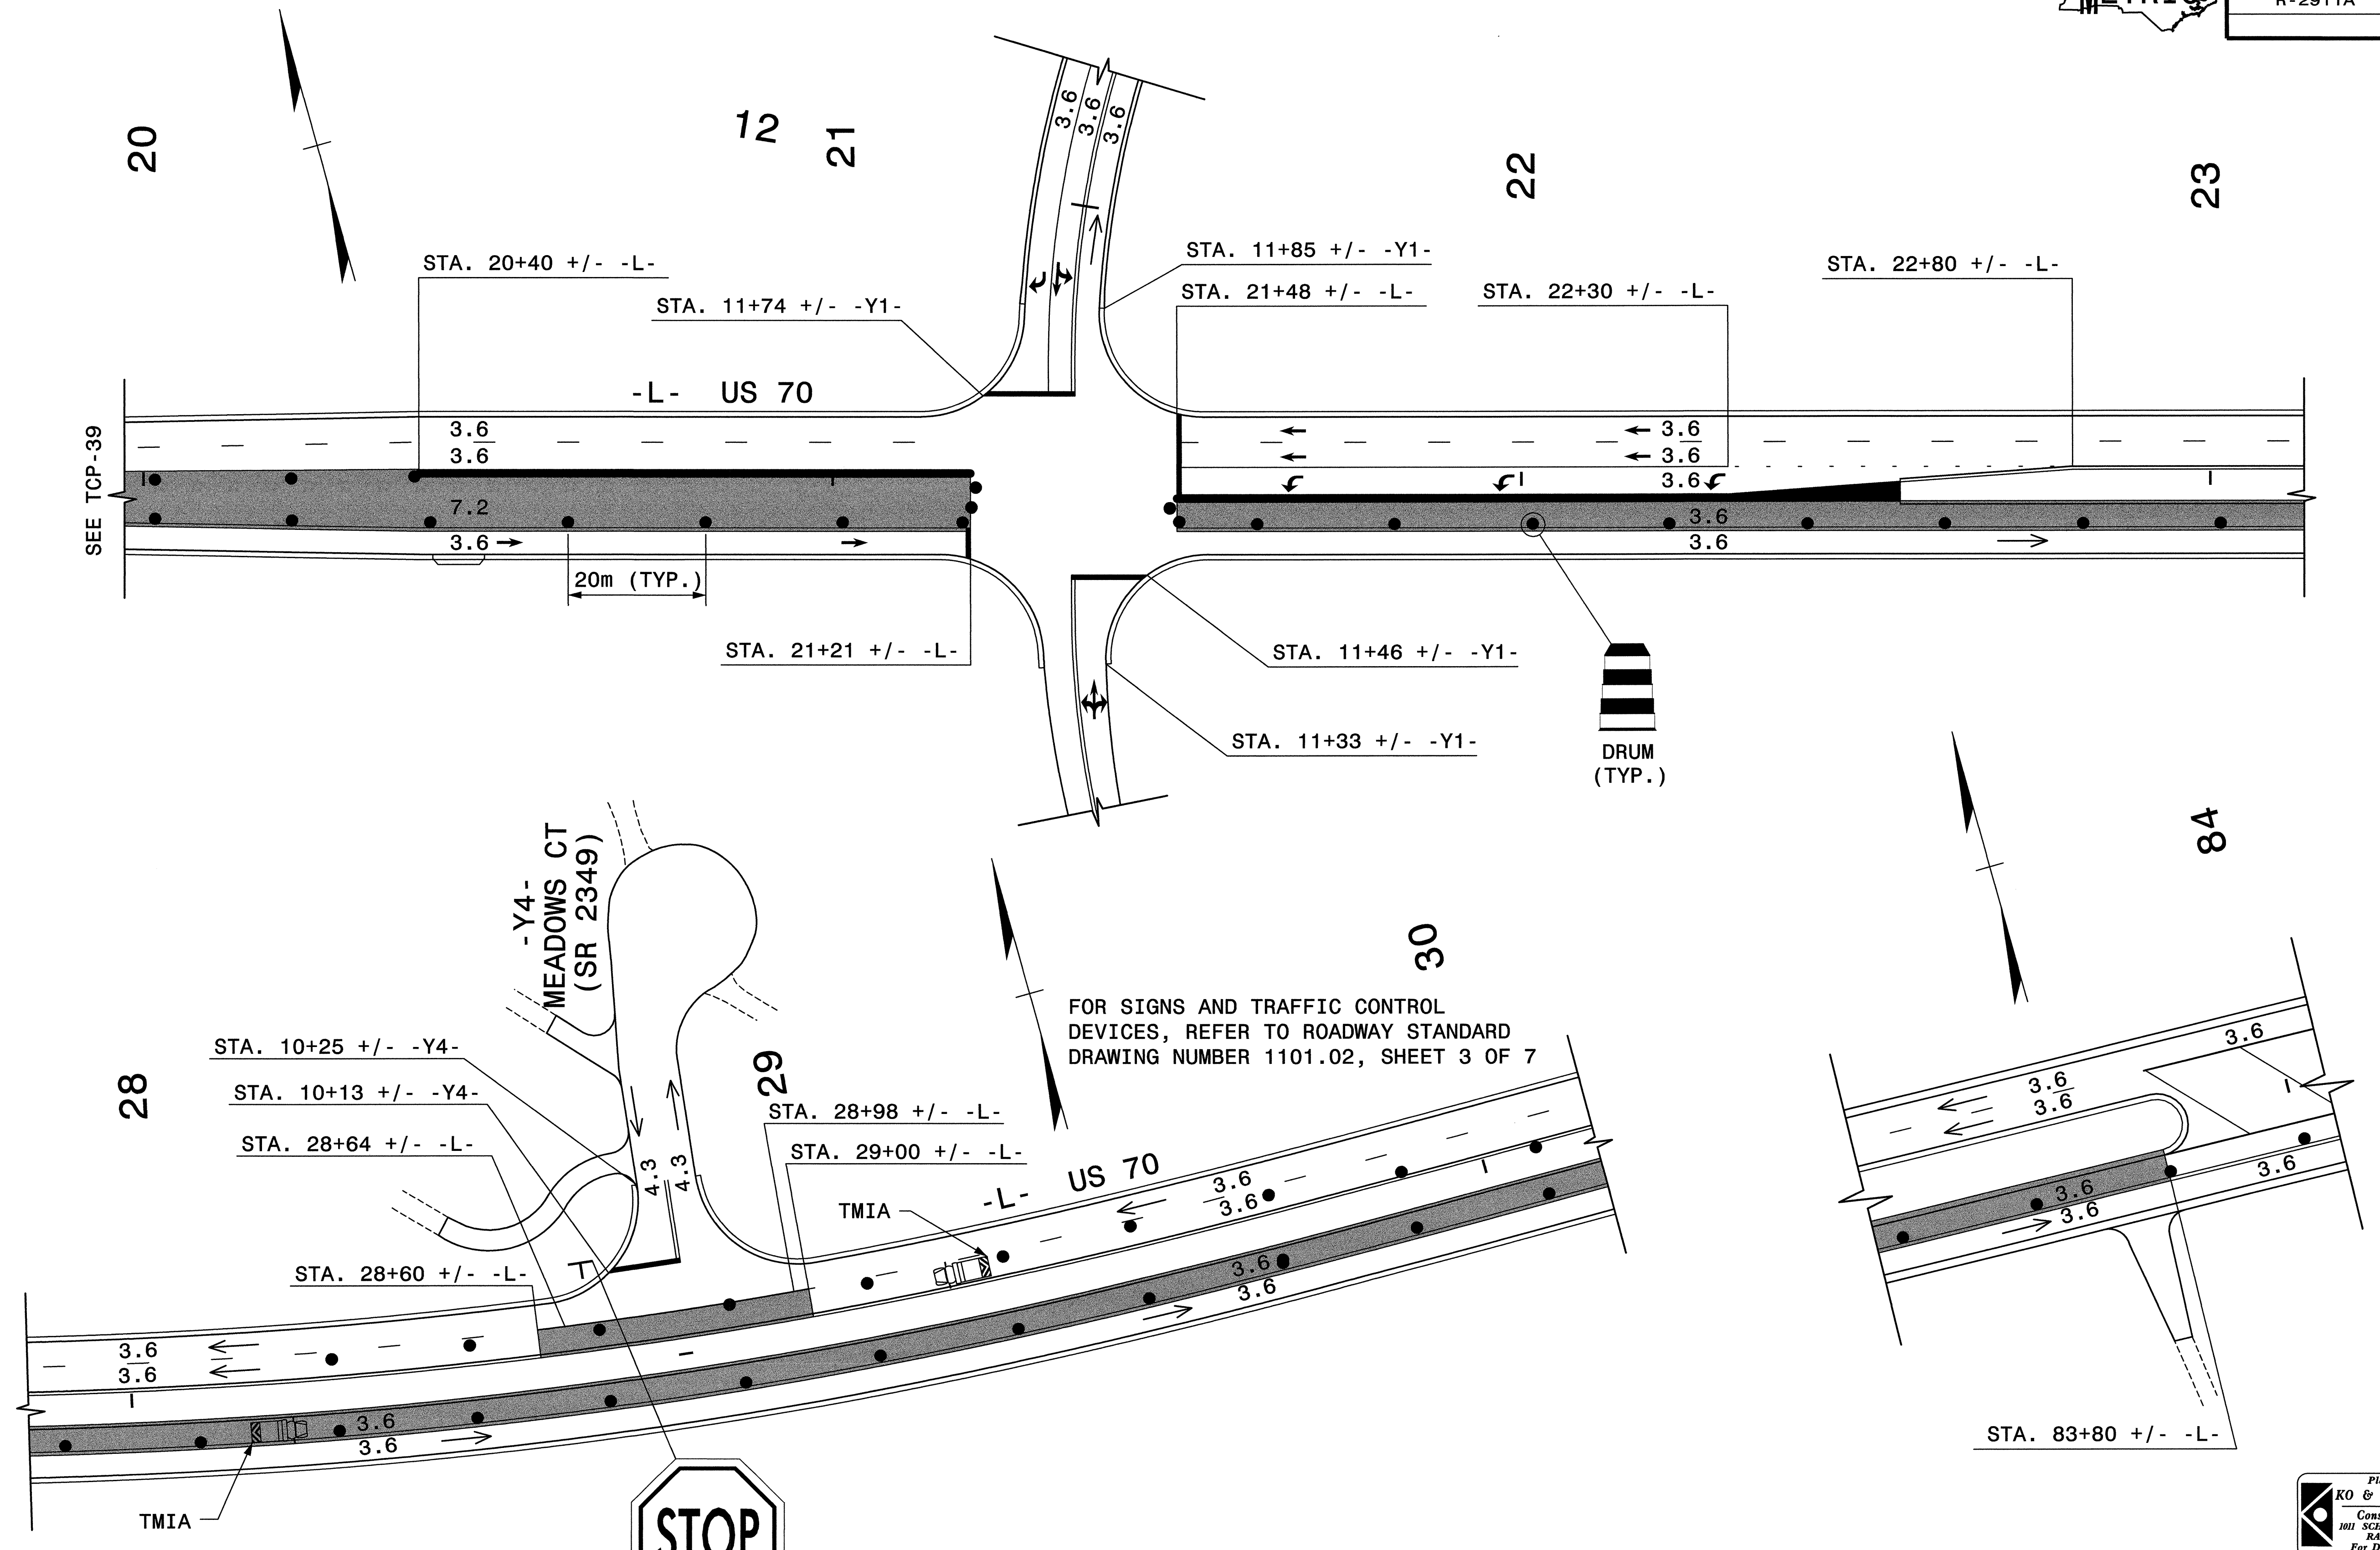 R-2911A
20
12
21
22
23
3.6
3.6
3.6
STA. 20+40 +/- -L-
STA. 11+74 +/- -Y1-
STA. 11+85 +/- -Y1-
STA. 21+48 +/- -L-
STA. 22+30 +/- -L-
STA. 22+80 +/- -L-
-L- US 70
SEE TCP-39
3.6
3.6
7.2
3.6
3.6
3.6
3.6
3.6
3.6
20m (TYP.)
STA. 21+21 +/- -L-
STA. 11+46 +/- -Y1-
STA. 11+33 +/- -Y1-
DRUM
(TYP.)
-Y4-
MEADOWS CT
(SR 2349)
28
29
30
84
FOR SIGNS AND TRAFFIC CONTROL
DEVICES, REFER TO ROADWAY STANDARD
DRAWING NUMBER 1101.02, SHEET 3 OF 7
STA. 10+25 +/- -Y4-
STA. 10+13 +/- -Y4-
STA. 28+64 +/- -L-
STA. 28+60 +/- -L-
STA. 28+98 +/- -L-
STA. 29+00 +/- -L-
4.3
4.3
TMIA
-L- US 70
3.6
3.6
3.6
3.6
3.6
3.6
3.6
3.6
TMIA
STOP
3.6
3.6
3.6
3.6
3.6
3.6
STA. 83+80 +/- -L-
KO &
1011 SCH